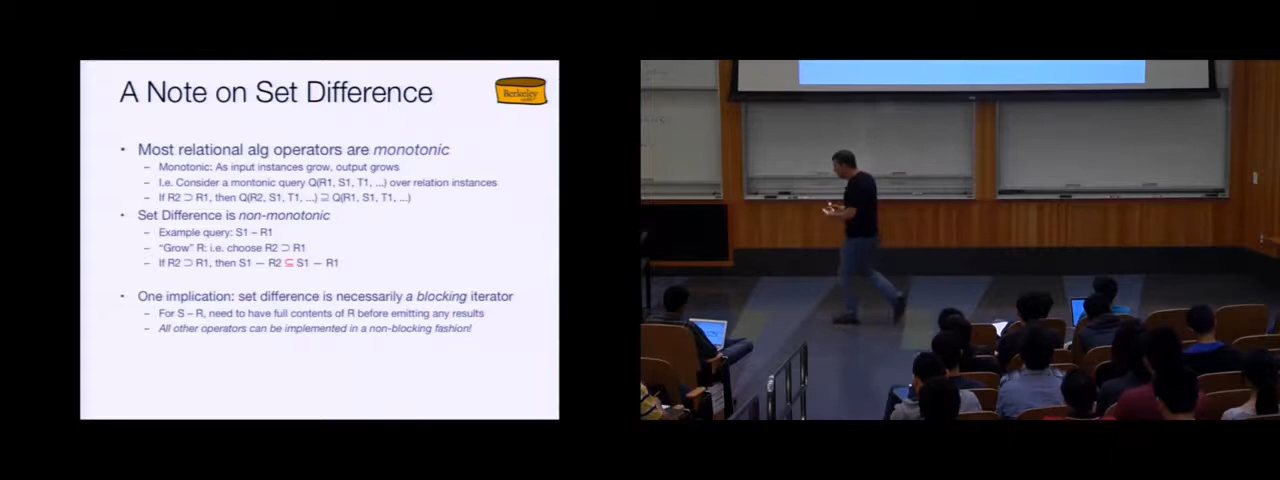 A Note on Set Difference
Berkeley
• Most relational alg operators are monotonic
– Monotonic: As input instances grow, output grows
– I.e. Consider a montonic query Q(R1, S1, T1, ...) over relation instances
– If R2 ⊃ R1, then Q(R2, S1, T1, ...) ⊇ Q(R1, S1, T1, ...)
• Set Difference is non-monotonic
– Example query: S1 – R1
– "Grow" R: i.e. choose R2 ⊃ R1
– If R2 ⊃ R1, then S1 — R2 ⊆ S1 — R1
• One implication: set difference is necessarily a blocking iterator
– For S – R, need to have full contents of R before emitting any results
– All other operators can be implemented in a non-blocking fashion!